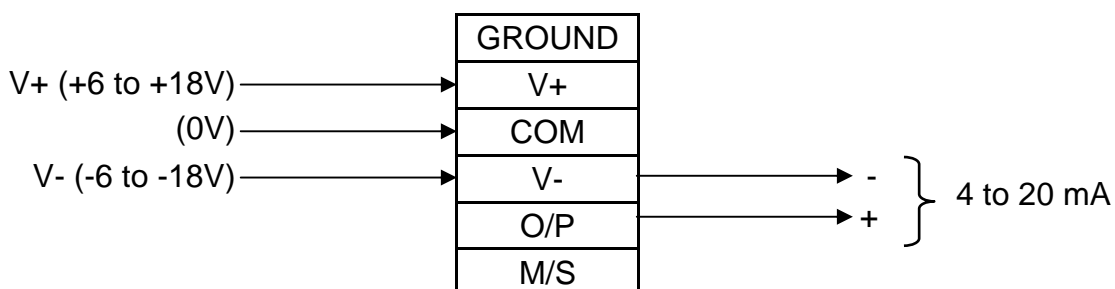 GROUND
V+ (+6 to +18V) V+
(0V) COM
V- (-6 to -18V) V- -
O/P +
4 to 20 mA
M/S